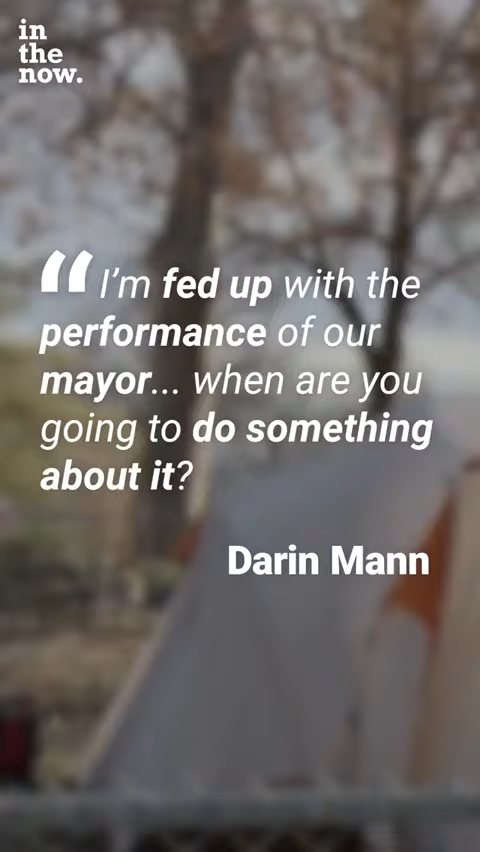 in
the
now.
“I’m fed up with the
performance of our
mayor... when are you
going to do something
about it?
Darin Mann